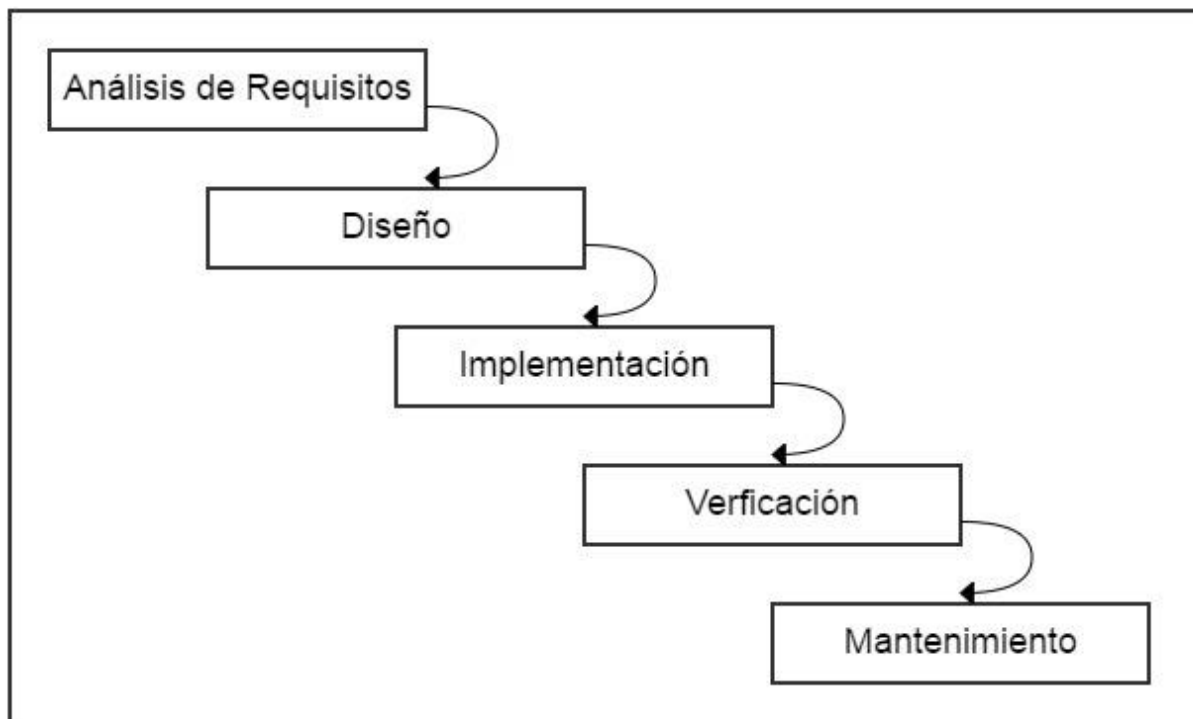 Análisis de Requisitos
Diseño
Implementación
Verficación
Mantenimiento